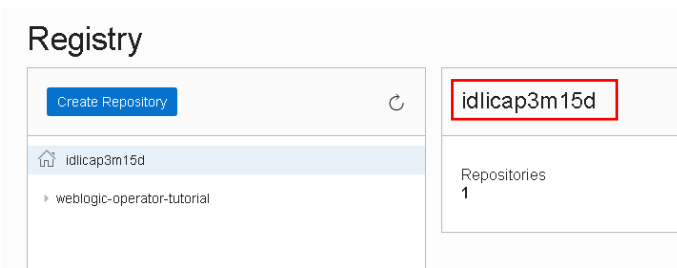 Registry
Create Repository
idlicap3m15d
idlicap3m15d
weblogic-operator-tutorial
Repositories
1